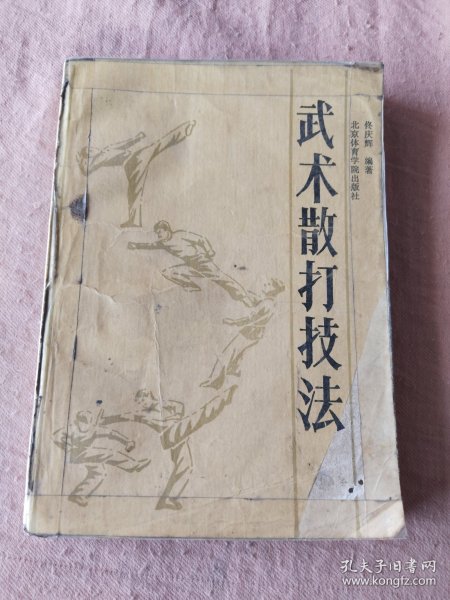 武术散打技法
佟庆辉 编著
北京体育学院出版社
孔夫子旧书网
www.kongfz.com